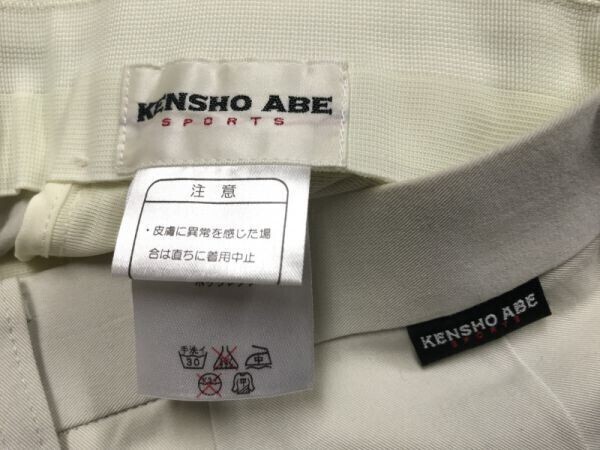 KENSHO ABE
SPORTS
注 意
・皮膚に異常を感じた場
合は直ちに着用中止
手洗イ
30
中
中
KENSHO ABE
SPORTS